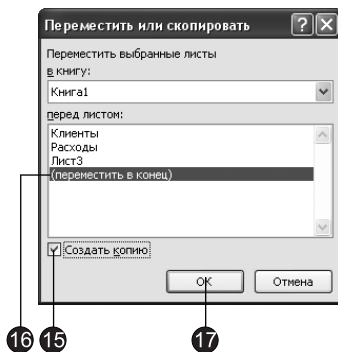 Переместить или скопировать
Переместить выбранные листы
в книгу:
Книга1
перед листом:
Клиенты
Расходы
Лист3
(переместить в конец)
Создать копию
ОК
Отмена
16
15
17